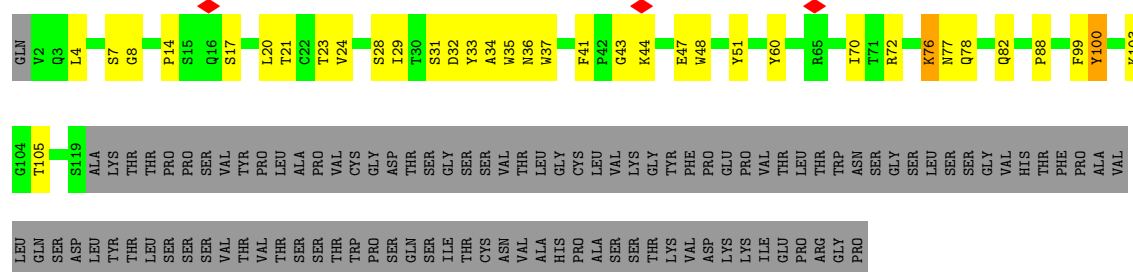 GLN V2 Q3 L4 S7 G8 P14 S15 Q16 S17 L20 T21 C22 T23 V24 S28 I29 T30 S31 D32 Y33 A34 W35 N36 W37 F41 P42 G43 K44 E47 W48 Y51 Y60 R65 I70 T71 R72 K76 N77 Q78 Q82 P88 F99 Y100 K103
G104 T105 S119 ALA LYS THR THR PRO PRO SER VAL TYR PRO LEU ALA PRO VAL CYS GLY ASP THR SER GLY SER SER VAL THR LEU GLY CYS LEU VAL LYS GLY TYR PHE PRO GLU PRO VAL THR LEU THR TRP ASN SER GLY SER LEU SER SER GLY VAL HIS THR PHE PRO ALA VAL
LEU GLN SER ASP LEU TYR THR LEU SER SER SER VAL THR VAL THR SER SER THR TRP PRO SER GLN SER ILE THR CYS ASN VAL ALA HIS PRO ALA SER SER THR LYS VAL ASP LYS LYS ILE GLU PRO ARG GLY PRO